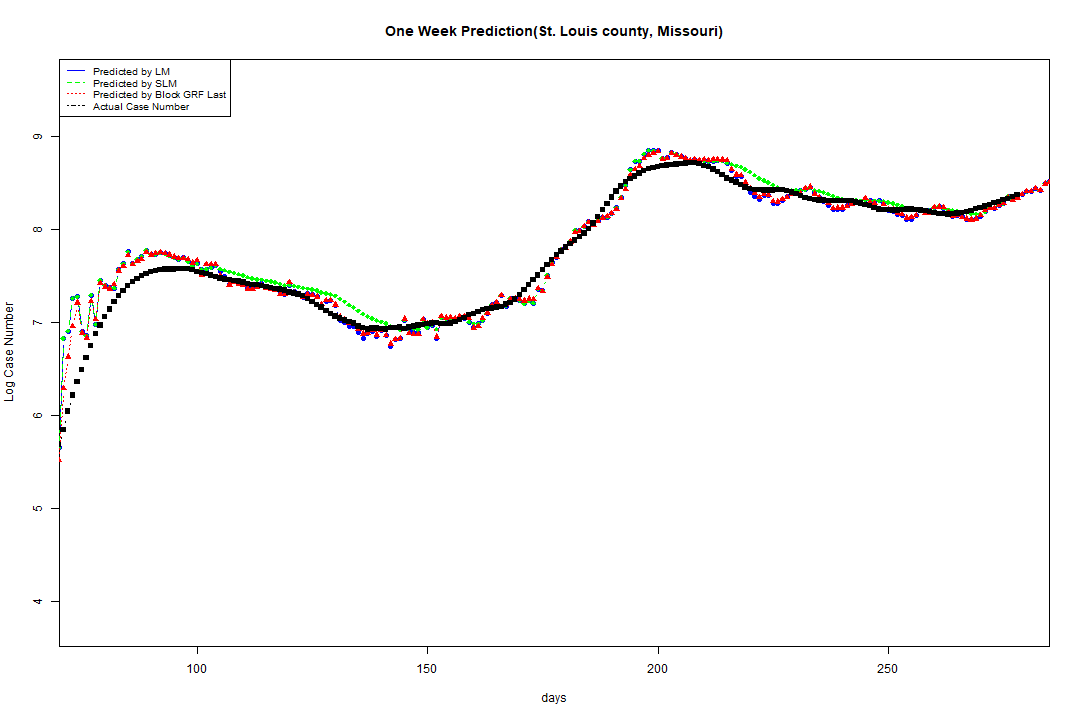 One Week Prediction(St. Louis county, Missouri)
Predicted by LM
Predicted by SLM
Predicted by Block GRF Last
Actual Case Number
Log Case Number
9
8
7
6
5
4
100 150 200 250
days